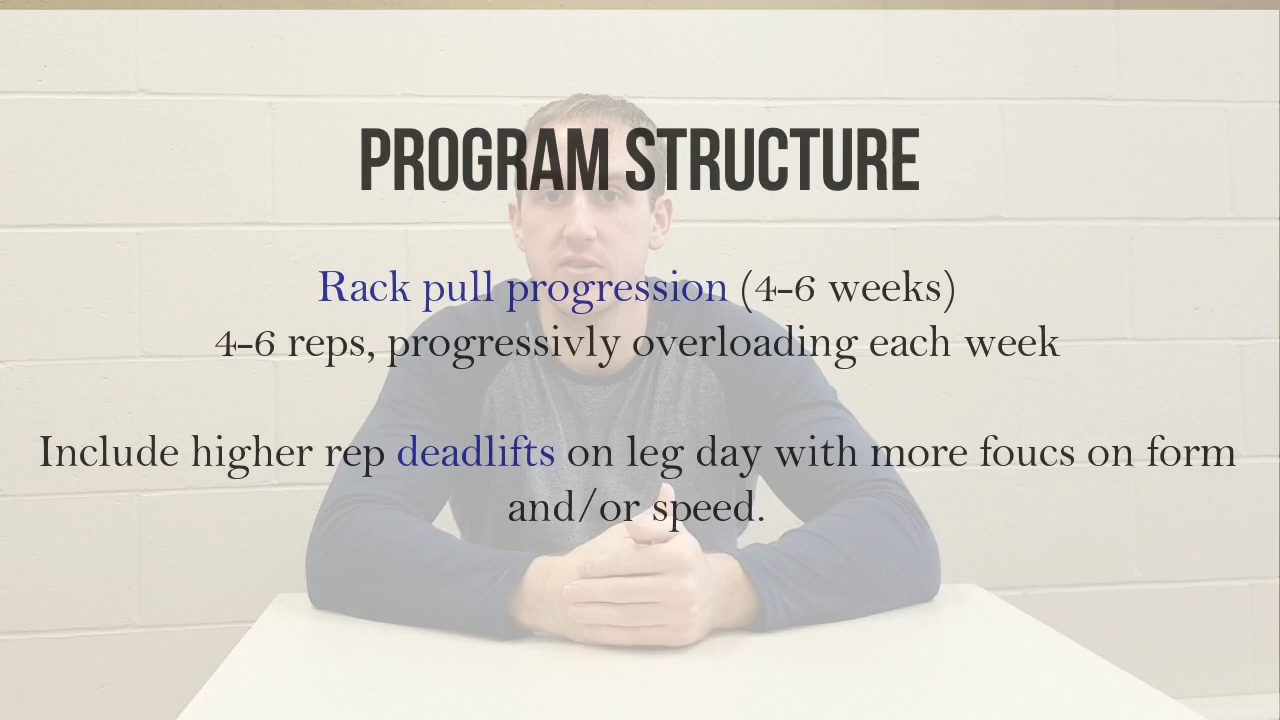 PROGRAM STRUCTURE
Rack pull progression (4-6 weeks)
4-6 reps, progressivly overloading each week
Include higher rep deadlifts on leg day with more foucs on form
and/or speed.